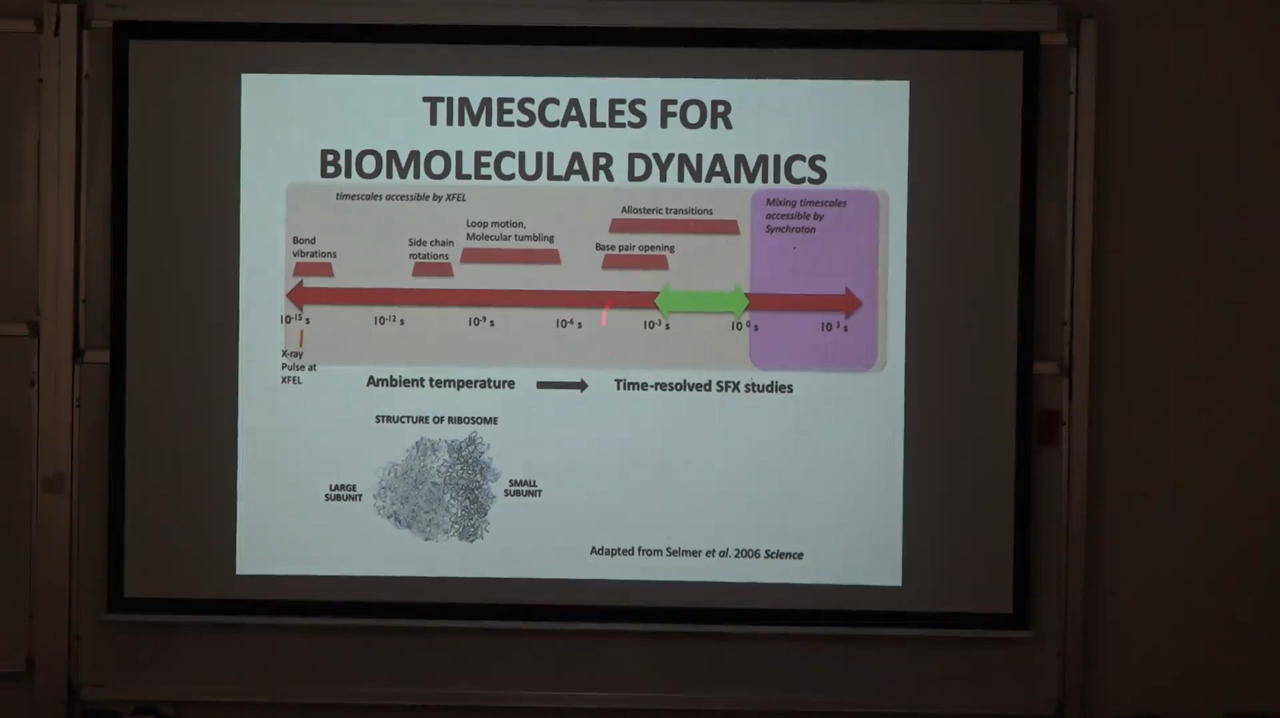 TIMESCALES FOR
BIOMOLECULAR DYNAMICS
timescales accessible by XFEL
Mixing timescales
accessible by
Synchroton
Allosteric transitions
Loop motion,
Molecular tumbling
Bond
vibrations
Side chain
rotations
Base pair opening
10⁻¹⁵ s
10⁻¹² s
10⁻⁹ s
10⁻⁶ s
10⁻³ s
10⁰ s
10³ s
X-ray
Pulse at
XFEL
Ambient temperature
Time-resolved SFX studies
STRUCTURE OF RIBOSOME
LARGE
SUBUNIT
SMALL
SUBUNIT
Adapted from Selmer et al. 2006 Science